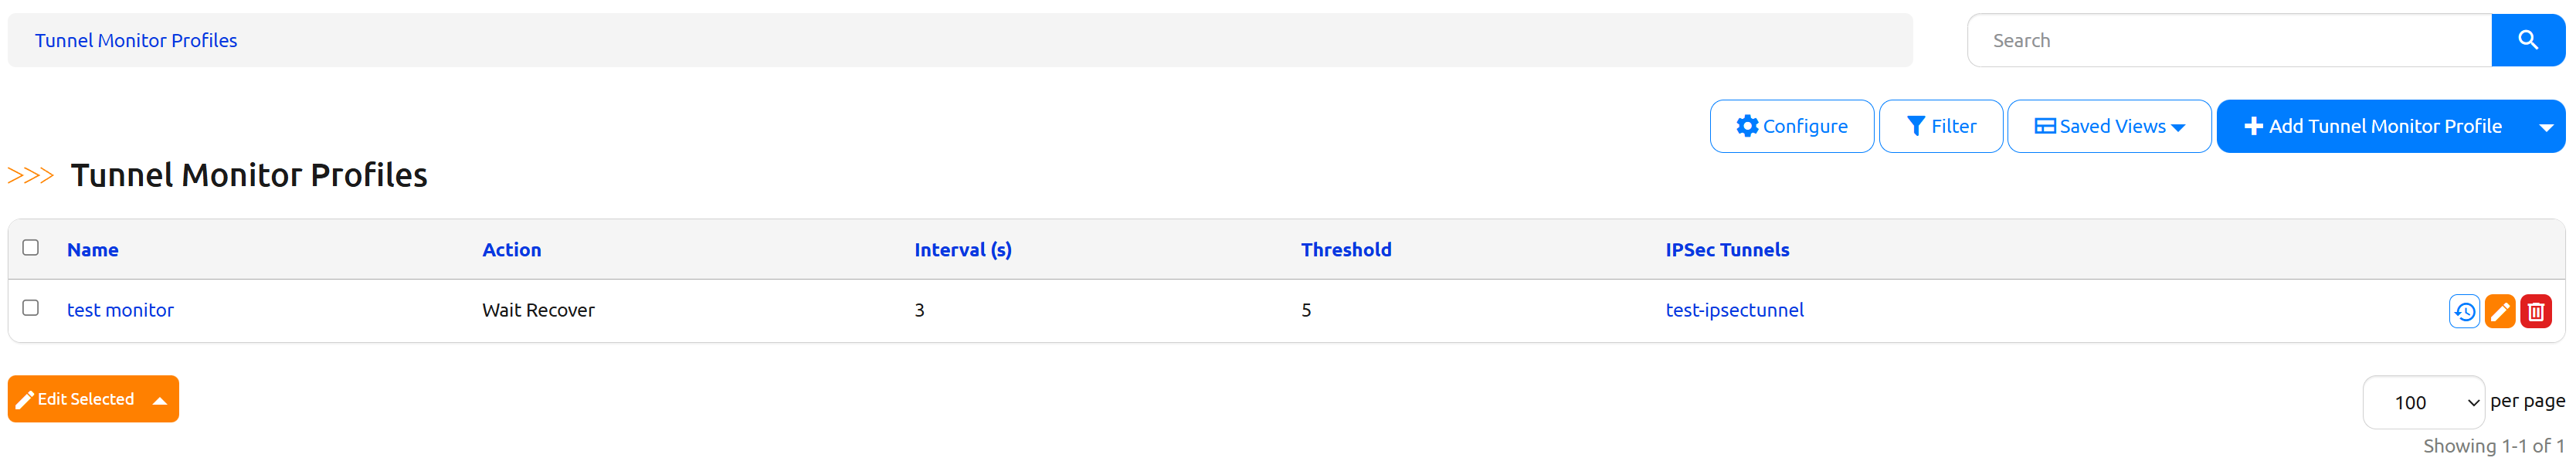 Tunnel Monitor Profiles
Search
Configure Filter Saved Views Add Tunnel Monitor Profile
>>> Tunnel Monitor Profiles
Name Action Interval (s) Threshold IPSec Tunnels
test monitor Wait Recover 3 5 test-ipsectunnel
Edit Selected 100 per page
Showing 1-1 of 1